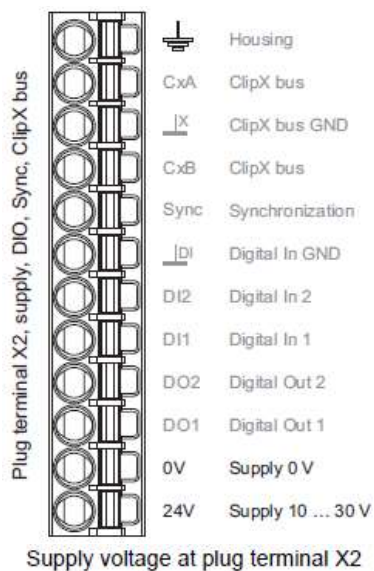 Plug terminal X2, supply, DIO, Sync, ClipX bus
Housing
CxA ClipX bus
X ClipX bus GND
CxB ClipX bus
Sync Synchronization
DI Digital In GND
DI2 Digital In 2
DI1 Digital In 1
DO2 Digital Out 2
DO1 Digital Out 1
0V Supply 0 V
24V Supply 10 ... 30 V
Supply voltage at plug terminal X2